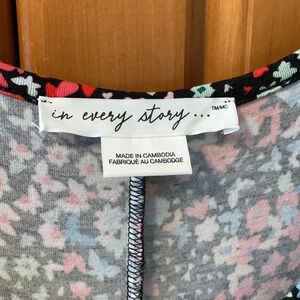 in every story ... TM/MC
MADE IN CAMBODIA
FABRIQUÉ AU CAMBODGE